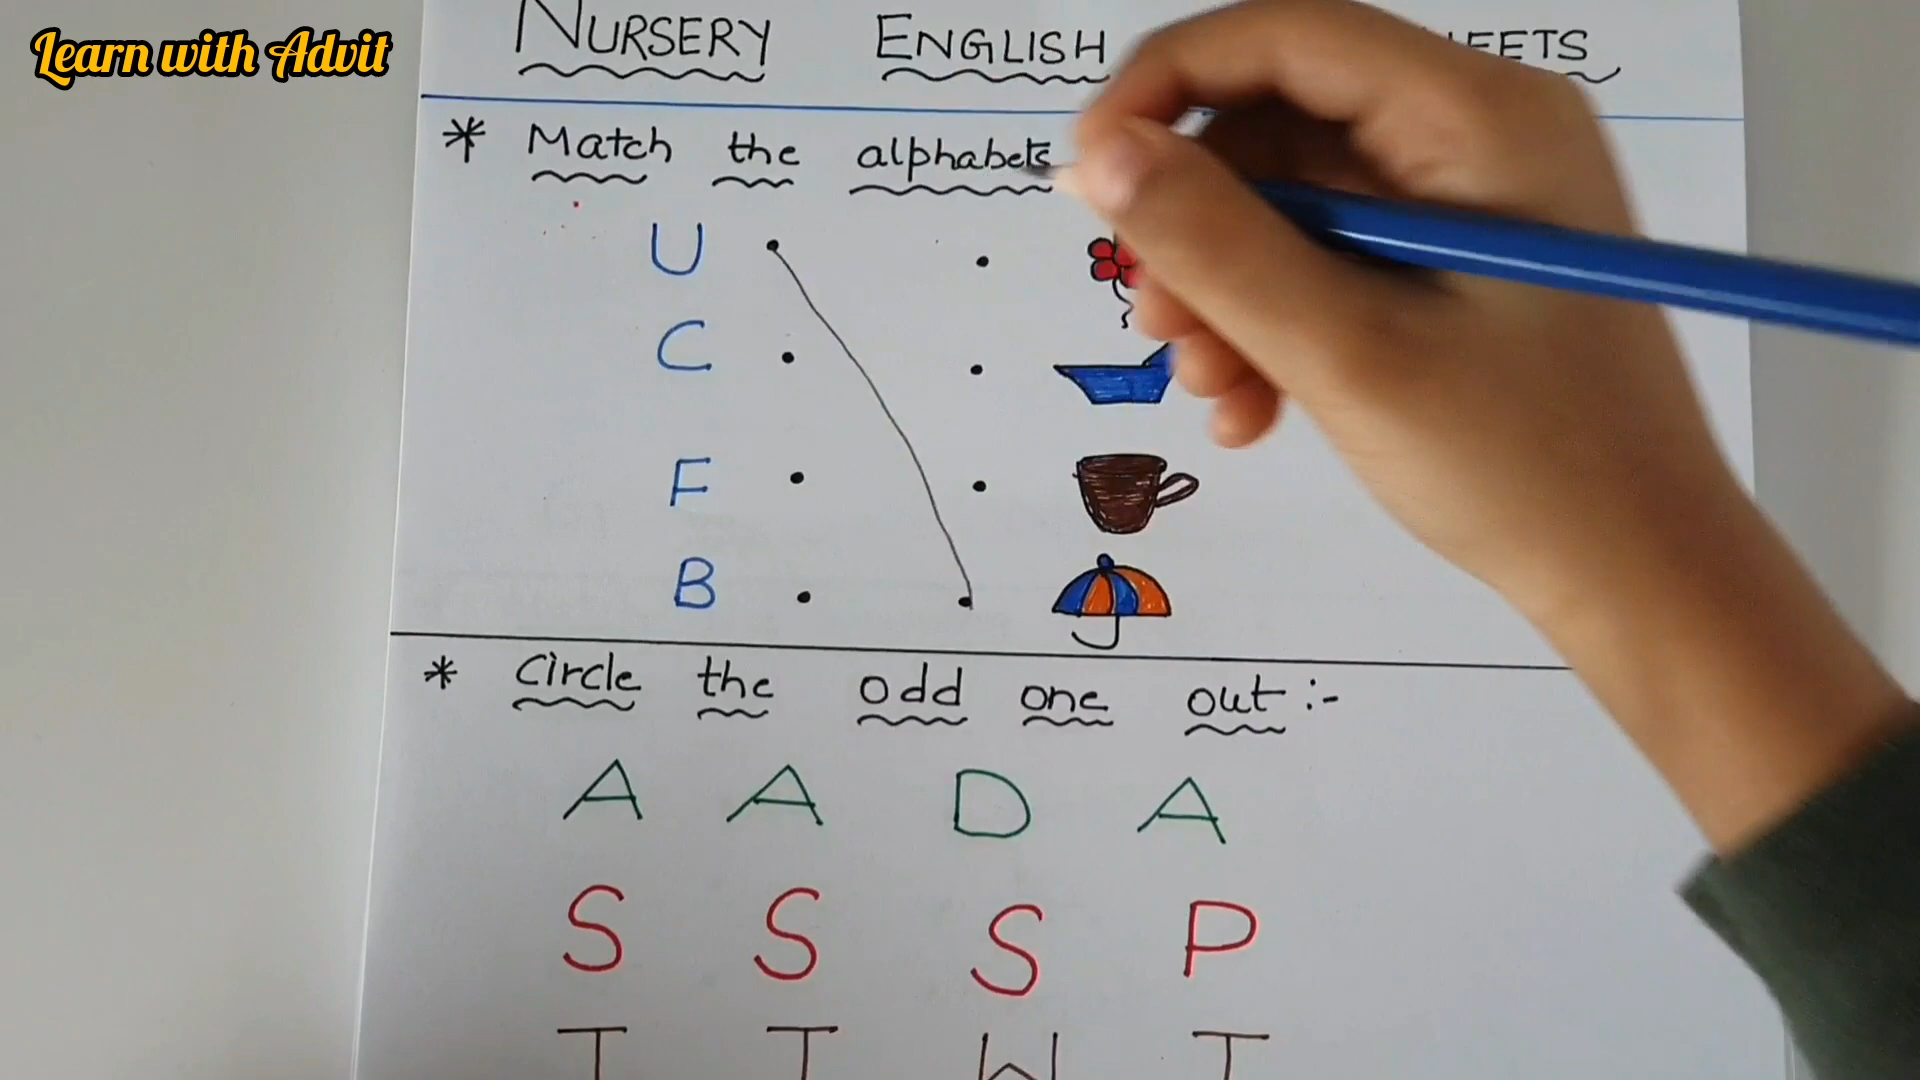 Learn with Advit
NURSERY ENGLISH
* Match the alphabets
U
C
F
B
* Circle the odd one out :-
A A D A
S S S P
T T W T